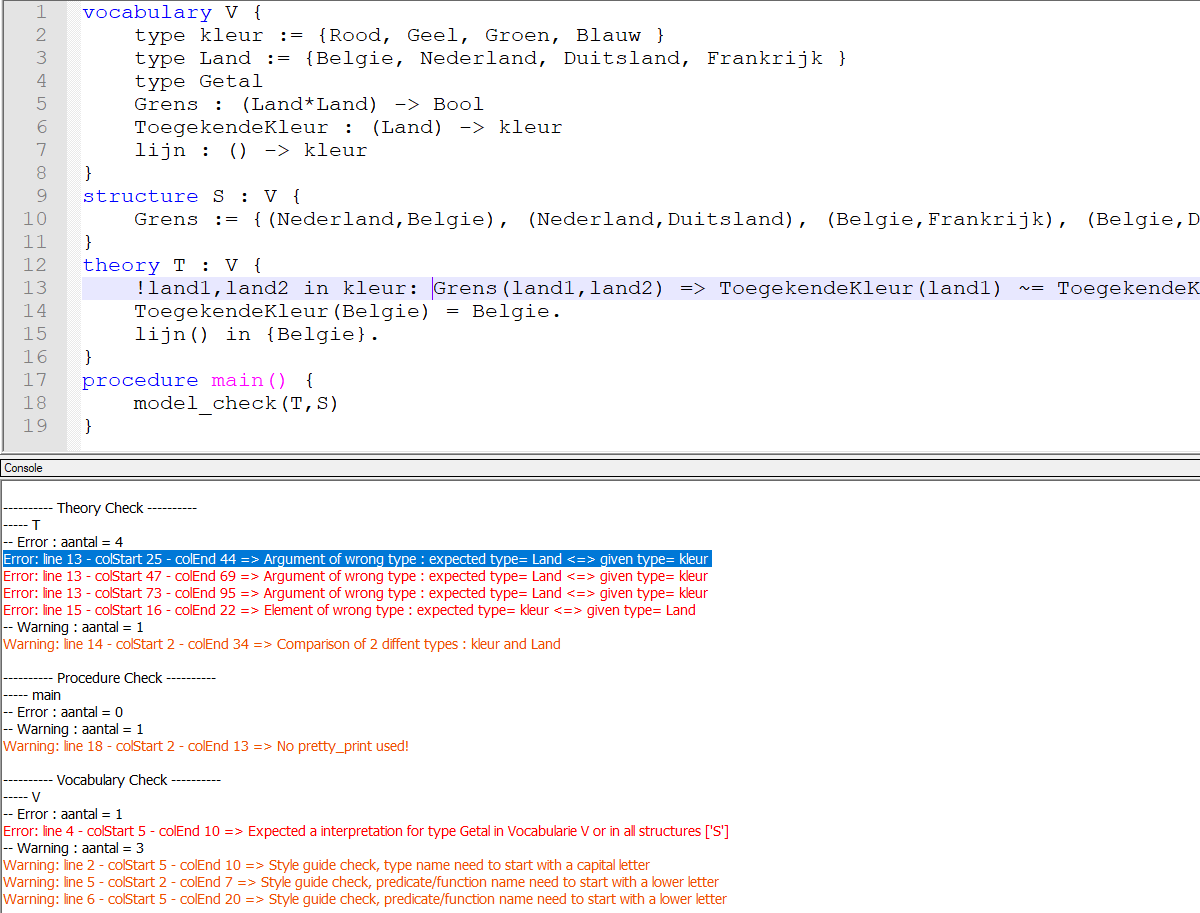 1 vocabulary V {
2 type kleur := {Rood, Geel, Groen, Blauw }
3 type Land := {Belgie, Nederland, Duitsland, Frankrijk }
4 type Getal
5 Grens : (Land*Land) -> Bool
6 ToegekendeKleur : (Land) -> kleur
7 lijn : () -> kleur
8 }
9 structure S : V {
10 Grens := {(Nederland,Belgie), (Nederland,Duitsland), (Belgie,Frankrijk), (Belgie,D
11 }
12 theory T : V {
13 !land1,land2 in kleur: Grens(land1,land2) => ToegekendeKleur(land1) ~= ToegekendeK
14 ToegekendeKleur(Belgie) = Belgie.
15 lijn() in {Belgie}.
16 }
17 procedure main() {
18 model_check(T,S)
19 }
Console
---------- Theory Check ----------
----- T
-- Error : aantal = 4
Error: line 13 - colStart 25 - colEnd 44 => Argument of wrong type : expected type= Land <=> given type= kleur
Error: line 13 - colStart 47 - colEnd 69 => Argument of wrong type : expected type= Land <=> given type= kleur
Error: line 13 - colStart 73 - colEnd 95 => Argument of wrong type : expected type= Land <=> given type= kleur
Error: line 15 - colStart 16 - colEnd 22 => Element of wrong type : expected type= kleur <=> given type= Land
-- Warning : aantal = 1
Warning: line 14 - colStart 2 - colEnd 34 => Comparison of 2 diffent types : kleur and Land
---------- Procedure Check ----------
----- main
-- Error : aantal = 0
-- Warning : aantal = 1
Warning: line 18 - colStart 2 - colEnd 13 => No pretty_print used!
---------- Vocabulary Check ----------
----- V
-- Error : aantal = 1
Error: line 4 - colStart 5 - colEnd 10 => Expected a interpretation for type Getal in Vocabularie V or in all structures ['S']
-- Warning : aantal = 3
Warning: line 2 - colStart 5 - colEnd 10 => Style guide check, type name need to start with a capital letter
Warning: line 5 - colStart 2 - colEnd 7 => Style guide check, predicate/function name need to start with a lower letter
Warning: line 6 - colStart 5 - colEnd 20 => Style guide check, predicate/function name need to start with a lower letter